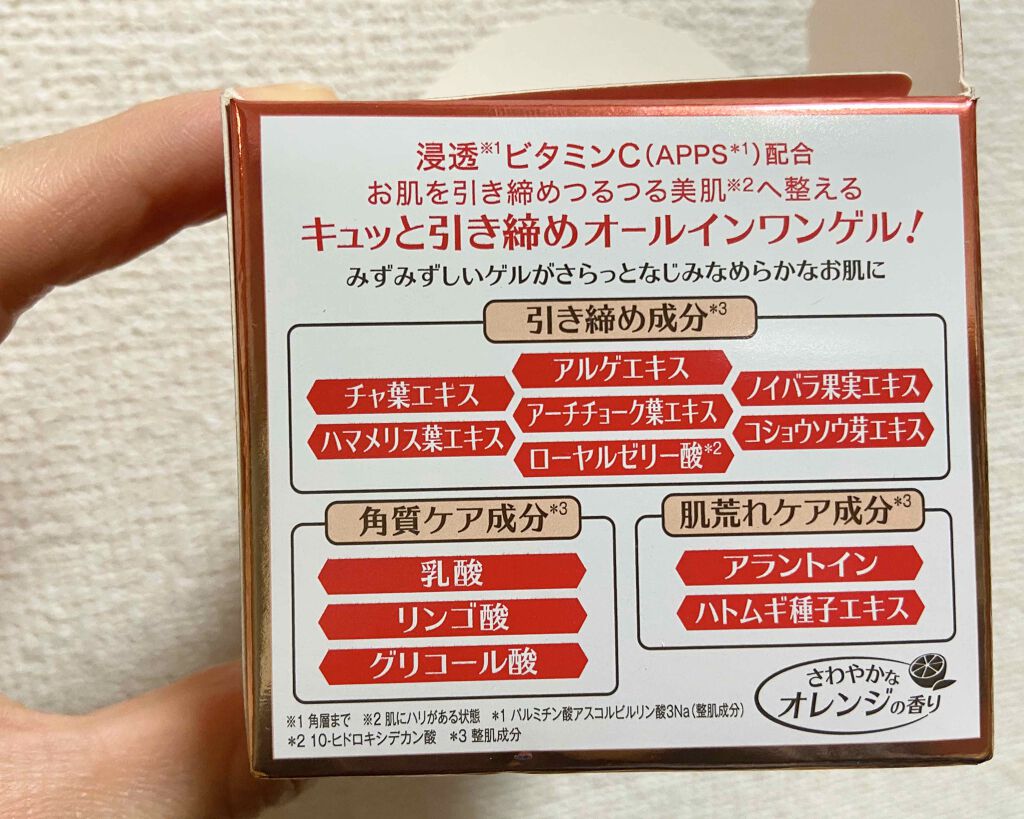 浸透※1ビタミンC(APPS*1)配合
お肌を引き締めつるつる美肌※2へ整える
キュッと引き締めオールインワンゲル!
みずみずしいゲルがさらっとなじみなめらかなお肌に
引き締め成分*3
チャ葉エキス
ハマメリス葉エキス
アルゲエキス
アーチチョーク葉エキス
ローヤルゼリー酸*2
ノイバラ果実エキス
コショウソウ芽エキス
角質ケア成分*3
乳酸
リンゴ酸
グリコール酸
肌荒れケア成分*3
アラントイン
ハトムギ種子エキス
さわやかな
オレンジの香り
※1 角層まで ※2 肌にハリがある状態 *1 パルミチン酸アスコルビルリン酸3Na(整肌成分)
*2 10-ヒドロキシデカン酸 *3 整肌成分